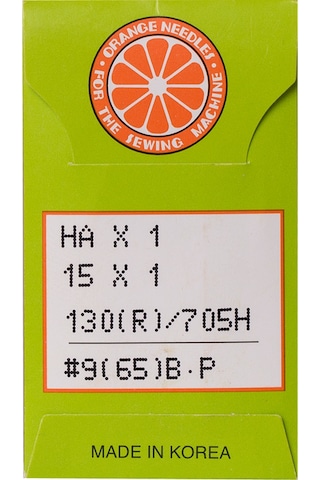 • ORANGE NEEDLES •
FOR THE SEWING MACHINE
HA X 1
15 X 1
130(R)/705H
#9(65)B·P
MADE IN KOREA